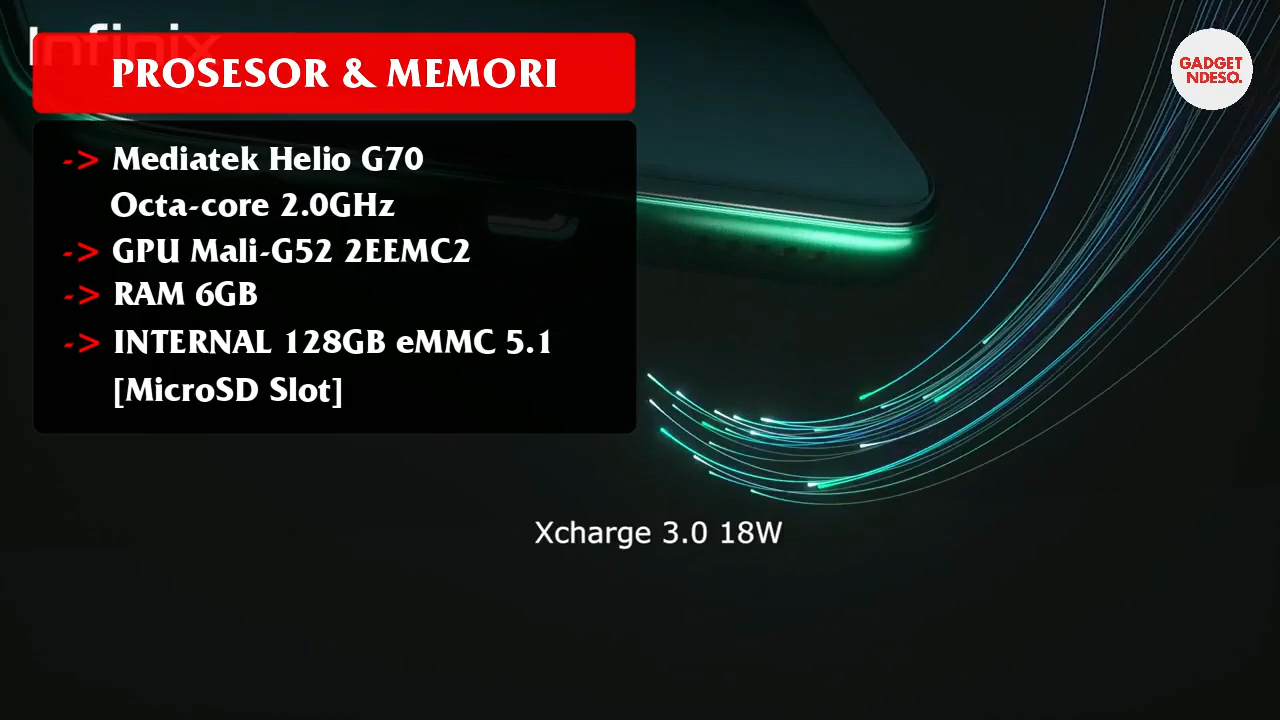 Infinix
PROSESOR & MEMORI
GADGET
NDESO.
-> Mediatek Helio G70
Octa-core 2.0GHz
-> GPU Mali-G52 2EEMC2
-> RAM 6GB
-> INTERNAL 128GB eMMC 5.1
[MicroSD Slot]
Xcharge 3.0 18W